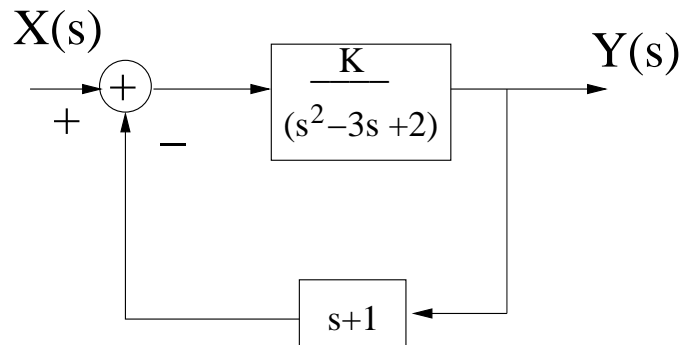 X(s)
Y(s)
+
+
−
K
(s²−3s +2)
s+1